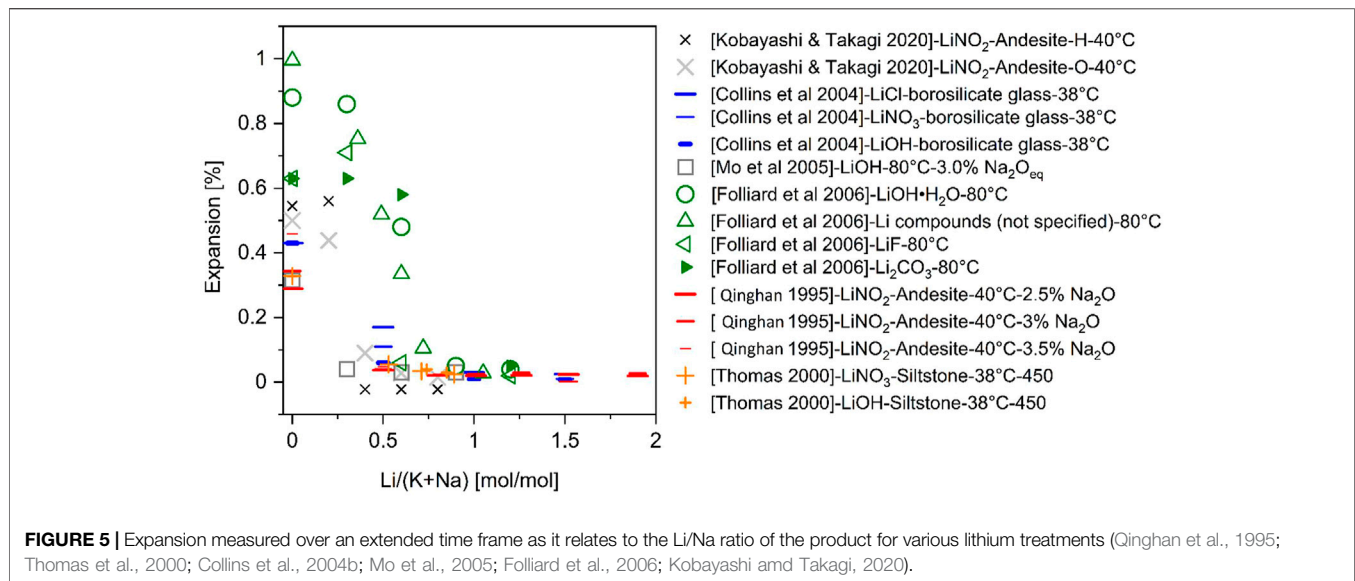 1
0.8
0.6
0.4
0.2
0
Expansion [%]
0 0.5 1 1.5 2
Li/(K+Na) [mol/mol]
[Kobayashi & Takagi 2020]-LiNO₂-Andesite-H-40°C
[Kobayashi & Takagi 2020]-LiNO₂-Andesite-O-40°C
[Collins et al 2004]-LiCl-borosilicate glass-38°C
[Collins et al 2004]-LiNO₃-borosilicate glass-38°C
[Collins et al 2004]-LiOH-borosilicate glass-38°C
[Mo et al 2005]-LiOH-80°C-3.0% Na₂Oeq
[Folliard et al 2006]-LiOH•H₂O-80°C
[Folliard et al 2006]-Li compounds (not specified)-80°C
[Folliard et al 2006]-LiF-80°C
[Folliard et al 2006]-Li₂CO₃-80°C
[ Qinghan 1995]-LiNO₂-Andesite-40°C-2.5% Na₂O
[ Qinghan 1995]-LiNO₂-Andesite-40°C-3% Na₂O
[ Qinghan 1995]-LiNO₂-Andesite-40°C-3.5% Na₂O
[Thomas 2000]-LiNO₃-Siltstone-38°C-450
[Thomas 2000]-LiOH-Siltstone-38°C-450
FIGURE 5 | Expansion measured over an extended time frame as it relates to the Li/Na ratio of the product for various lithium treatments (Qinghan et al., 1995;
Thomas et al., 2000; Collins et al., 2004b; Mo et al., 2005; Folliard et al., 2006; Kobayashi amd Takagi, 2020).